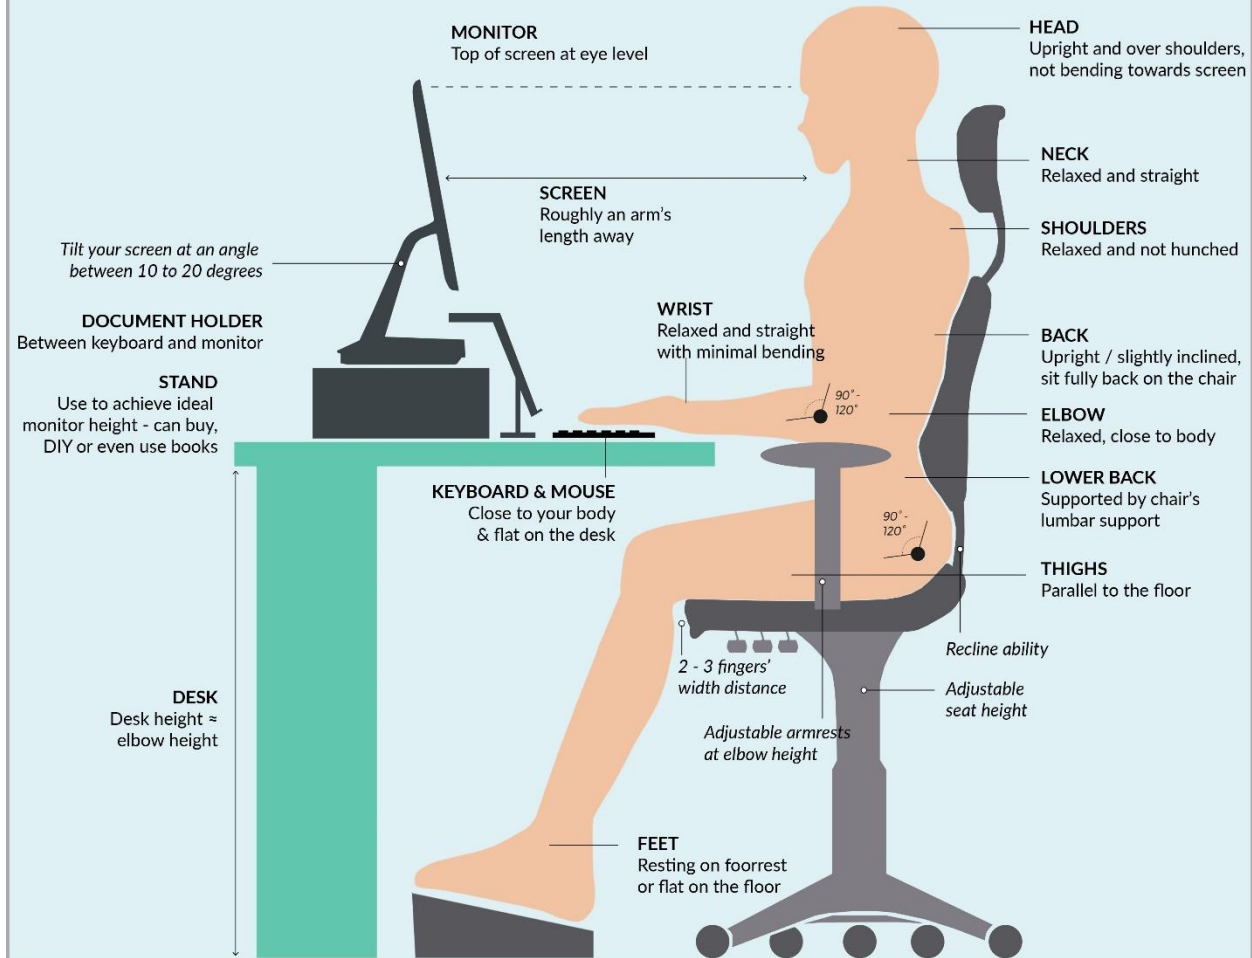 MONITOR
Top of screen at eye level
HEAD
Upright and over shoulders,
not bending towards screen
NECK
Relaxed and straight
SCREEN
Roughly an arm's
length away
SHOULDERS
Relaxed and not hunched
Tilt your screen at an angle
between 10 to 20 degrees
DOCUMENT HOLDER
Between keyboard and monitor
WRIST
Relaxed and straight
with minimal bending
BACK
Upright / slightly inclined,
sit fully back on the chair
STAND
Use to achieve ideal
monitor height - can buy,
DIY or even use books
90° -
120°
ELBOW
Relaxed, close to body
KEYBOARD & MOUSE
Close to your body
& flat on the desk
LOWER BACK
Supported by chair's
lumbar support
90° -
120°
THIGHS
Parallel to the floor
2 - 3 fingers'
width distance
Recline ability
Adjustable
seat height
DESK
Desk height ≈
elbow height
Adjustable armrests
at elbow height
FEET
Resting on foorrest
or flat on the floor